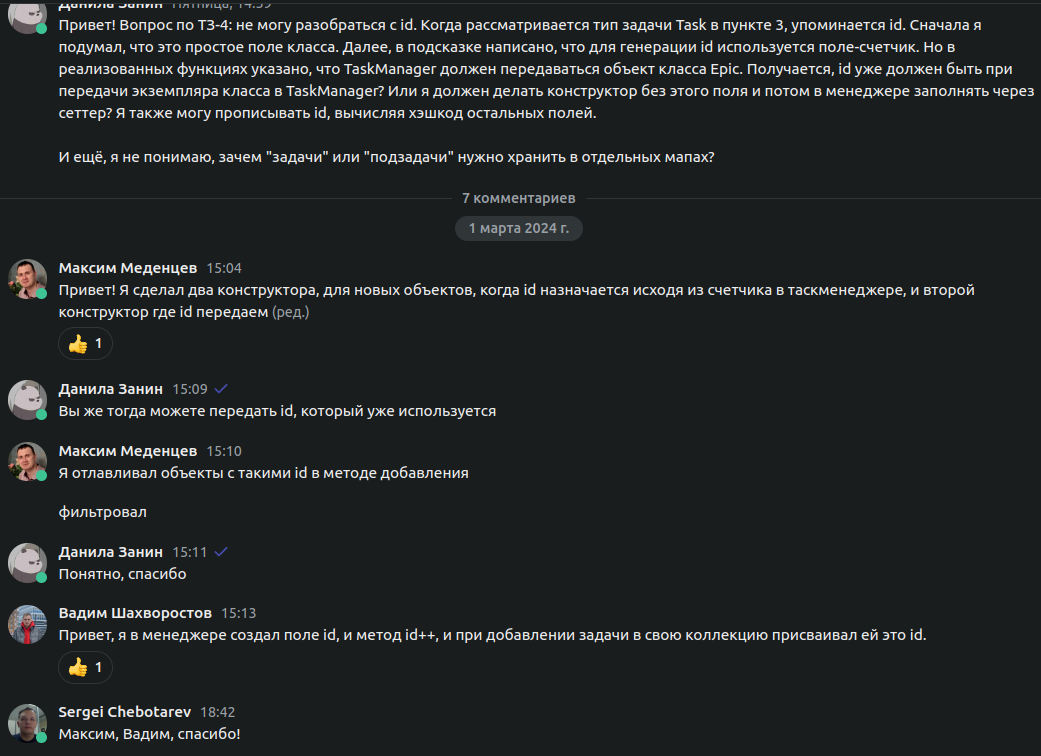 Данила Занин Пятница, 14:59
Привет! Вопрос по ТЗ-4: не могу разобраться с id. Когда рассматривается тип задачи Task в пункте 3, упоминается id. Сначала я
подумал, что это простое поле класса. Далее, в подсказке написано, что для генерации id используется поле-счетчик. Но в
реализованных функциях указано, что TaskManager должен передаваться объект класса Epic. Получается, id уже должен быть при
передачи экземпляра класса в TaskManager? Или я должен делать конструктор без этого поля и потом в менеджере заполнять через
сеттер? Я также могу прописывать id, вычисляя хэшкод остальных полей.
И ещё, я не понимаю, зачем "задачи" или "подзадачи" нужно хранить в отдельных мапах?
7 комментариев
1 марта 2024 г.
Максим Меденцев 15:04
Привет! Я сделал два конструктора, для новых объектов, когда id назначается исходя из счетчика в таскменеджере, и второй
конструктор где id передаем (ред.)
👍 1
Данила Занин 15:09
Вы же тогда можете передать id, который уже используется
Максим Меденцев 15:10
Я отлавливал объекты с такими id в методе добавления
фильтровал
Данила Занин 15:11
Понятно, спасибо
Вадим Шахворостов 15:13
Привет, я в менеджере создал поле id, и метод id++, и при добавлении задачи в свою коллекцию присваивал ей это id.
👍 1
Sergei Chebotarev 18:42
Максим, Вадим, спасибо!